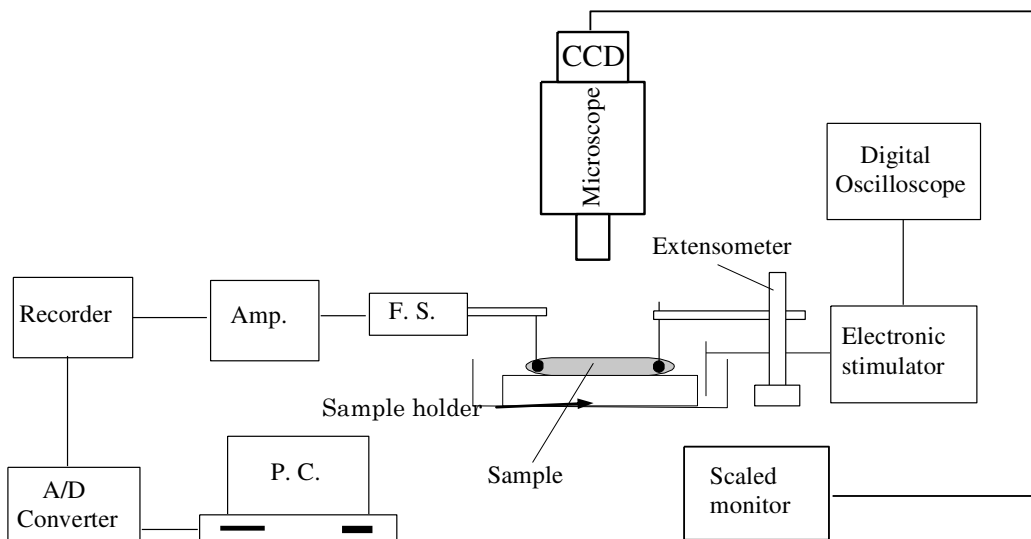 CCD
Microscope
Digital
Oscilloscope
Extensometer
Recorder
Amp.
F. S.
Electronic
stimulator
Sample holder
Sample
P. C.
A/D
Converter
Scaled
monitor